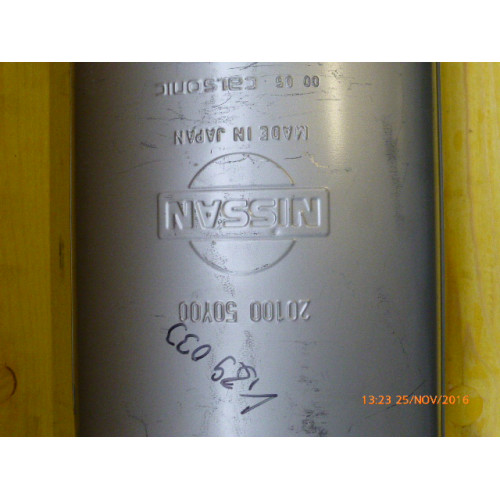 20100 50Y00
NISSAN
MADE IN JAPAN
calsonic
13:23 25/NOV/2016